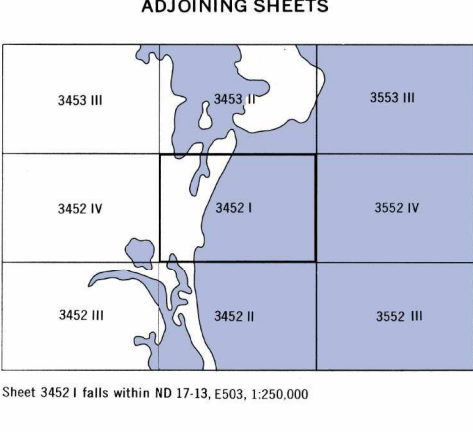 ADJOINING SHEETS
3453 III 3453 II 3553 III
3452 IV 3452 I 3552 IV
3452 III 3452 II 3552 III
Sheet 3452 I falls within ND 17-13, E503, 1:250,000